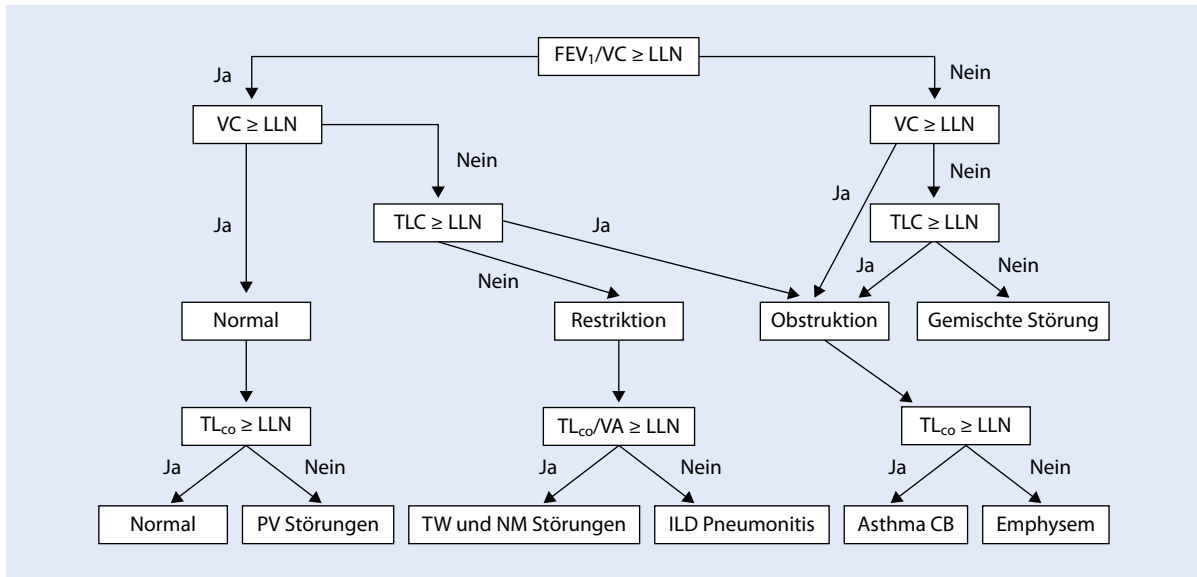 FEV₁/VC ≥ LLN
Ja
Nein
VC ≥ LLN
VC ≥ LLN
Nein
Nein
Ja
Ja
TLC ≥ LLN
Ja
TLC ≥ LLN
Nein
Ja
Nein
Normal
Restriktion
Obstruktion
Gemischte Störung
TLco ≥ LLN
TLco/VA ≥ LLN
TLco ≥ LLN
Ja
Nein
Ja
Nein
Ja
Nein
Normal
PV Störungen
TW und NM Störungen
ILD Pneumonitis
Asthma CB
Emphysem